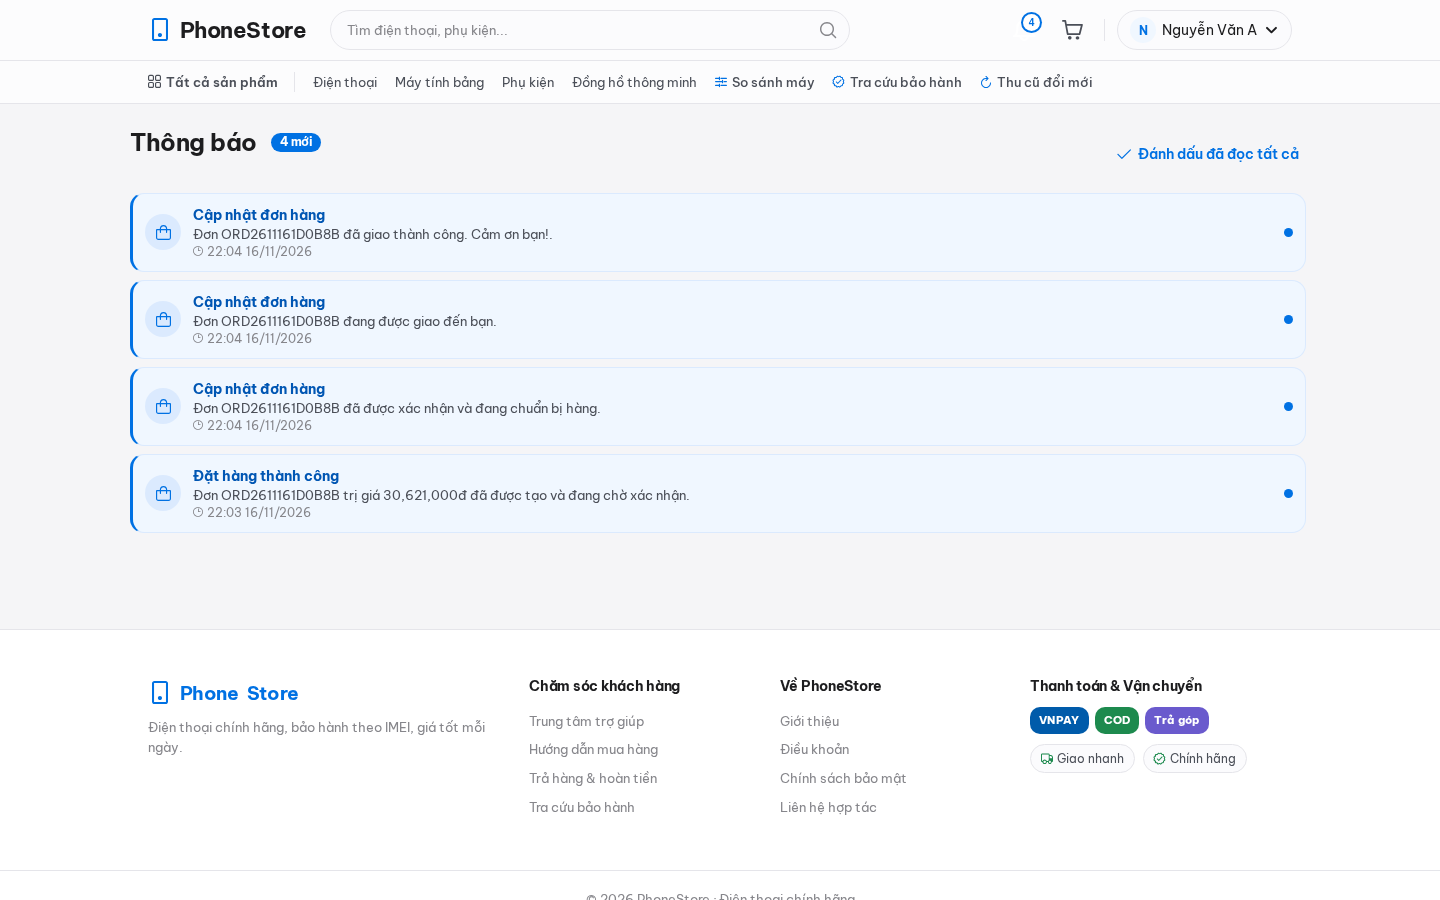 PhoneStore
Tìm điện thoại, phụ kiện...
4
N Nguyễn Văn A
Tất cả sản phẩm
Điện thoại
Máy tính bảng
Phụ kiện
Đồng hồ thông minh
So sánh máy
Tra cứu bảo hành
Thu cũ đổi mới
Thông báo
4 mới
Đánh dấu đã đọc tất cả
Cập nhật đơn hàng
Đơn ORD2611161D0B8B đã giao thành công. Cảm ơn bạn!.
22:04 16/11/2026
Cập nhật đơn hàng
Đơn ORD2611161D0B8B đang được giao đến bạn.
22:04 16/11/2026
Cập nhật đơn hàng
Đơn ORD2611161D0B8B đã được xác nhận và đang chuẩn bị hàng.
22:04 16/11/2026
Đặt hàng thành công
Đơn ORD2611161D0B8B trị giá 30,621,000đ đã được tạo và đang chờ xác nhận.
22:03 16/11/2026
Phone Store
Điện thoại chính hãng, bảo hành theo IMEI, giá tốt mỗi
ngày.
Chăm sóc khách hàng
Trung tâm trợ giúp
Hướng dẫn mua hàng
Trả hàng & hoàn tiền
Tra cứu bảo hành
Về PhoneStore
Giới thiệu
Điều khoản
Chính sách bảo mật
Liên hệ hợp tác
Thanh toán & Vận chuyển
VNPAY
COD
Trả góp
Giao nhanh
Chính hãng
© 2026 PhoneStore · Điện thoại chính hãng